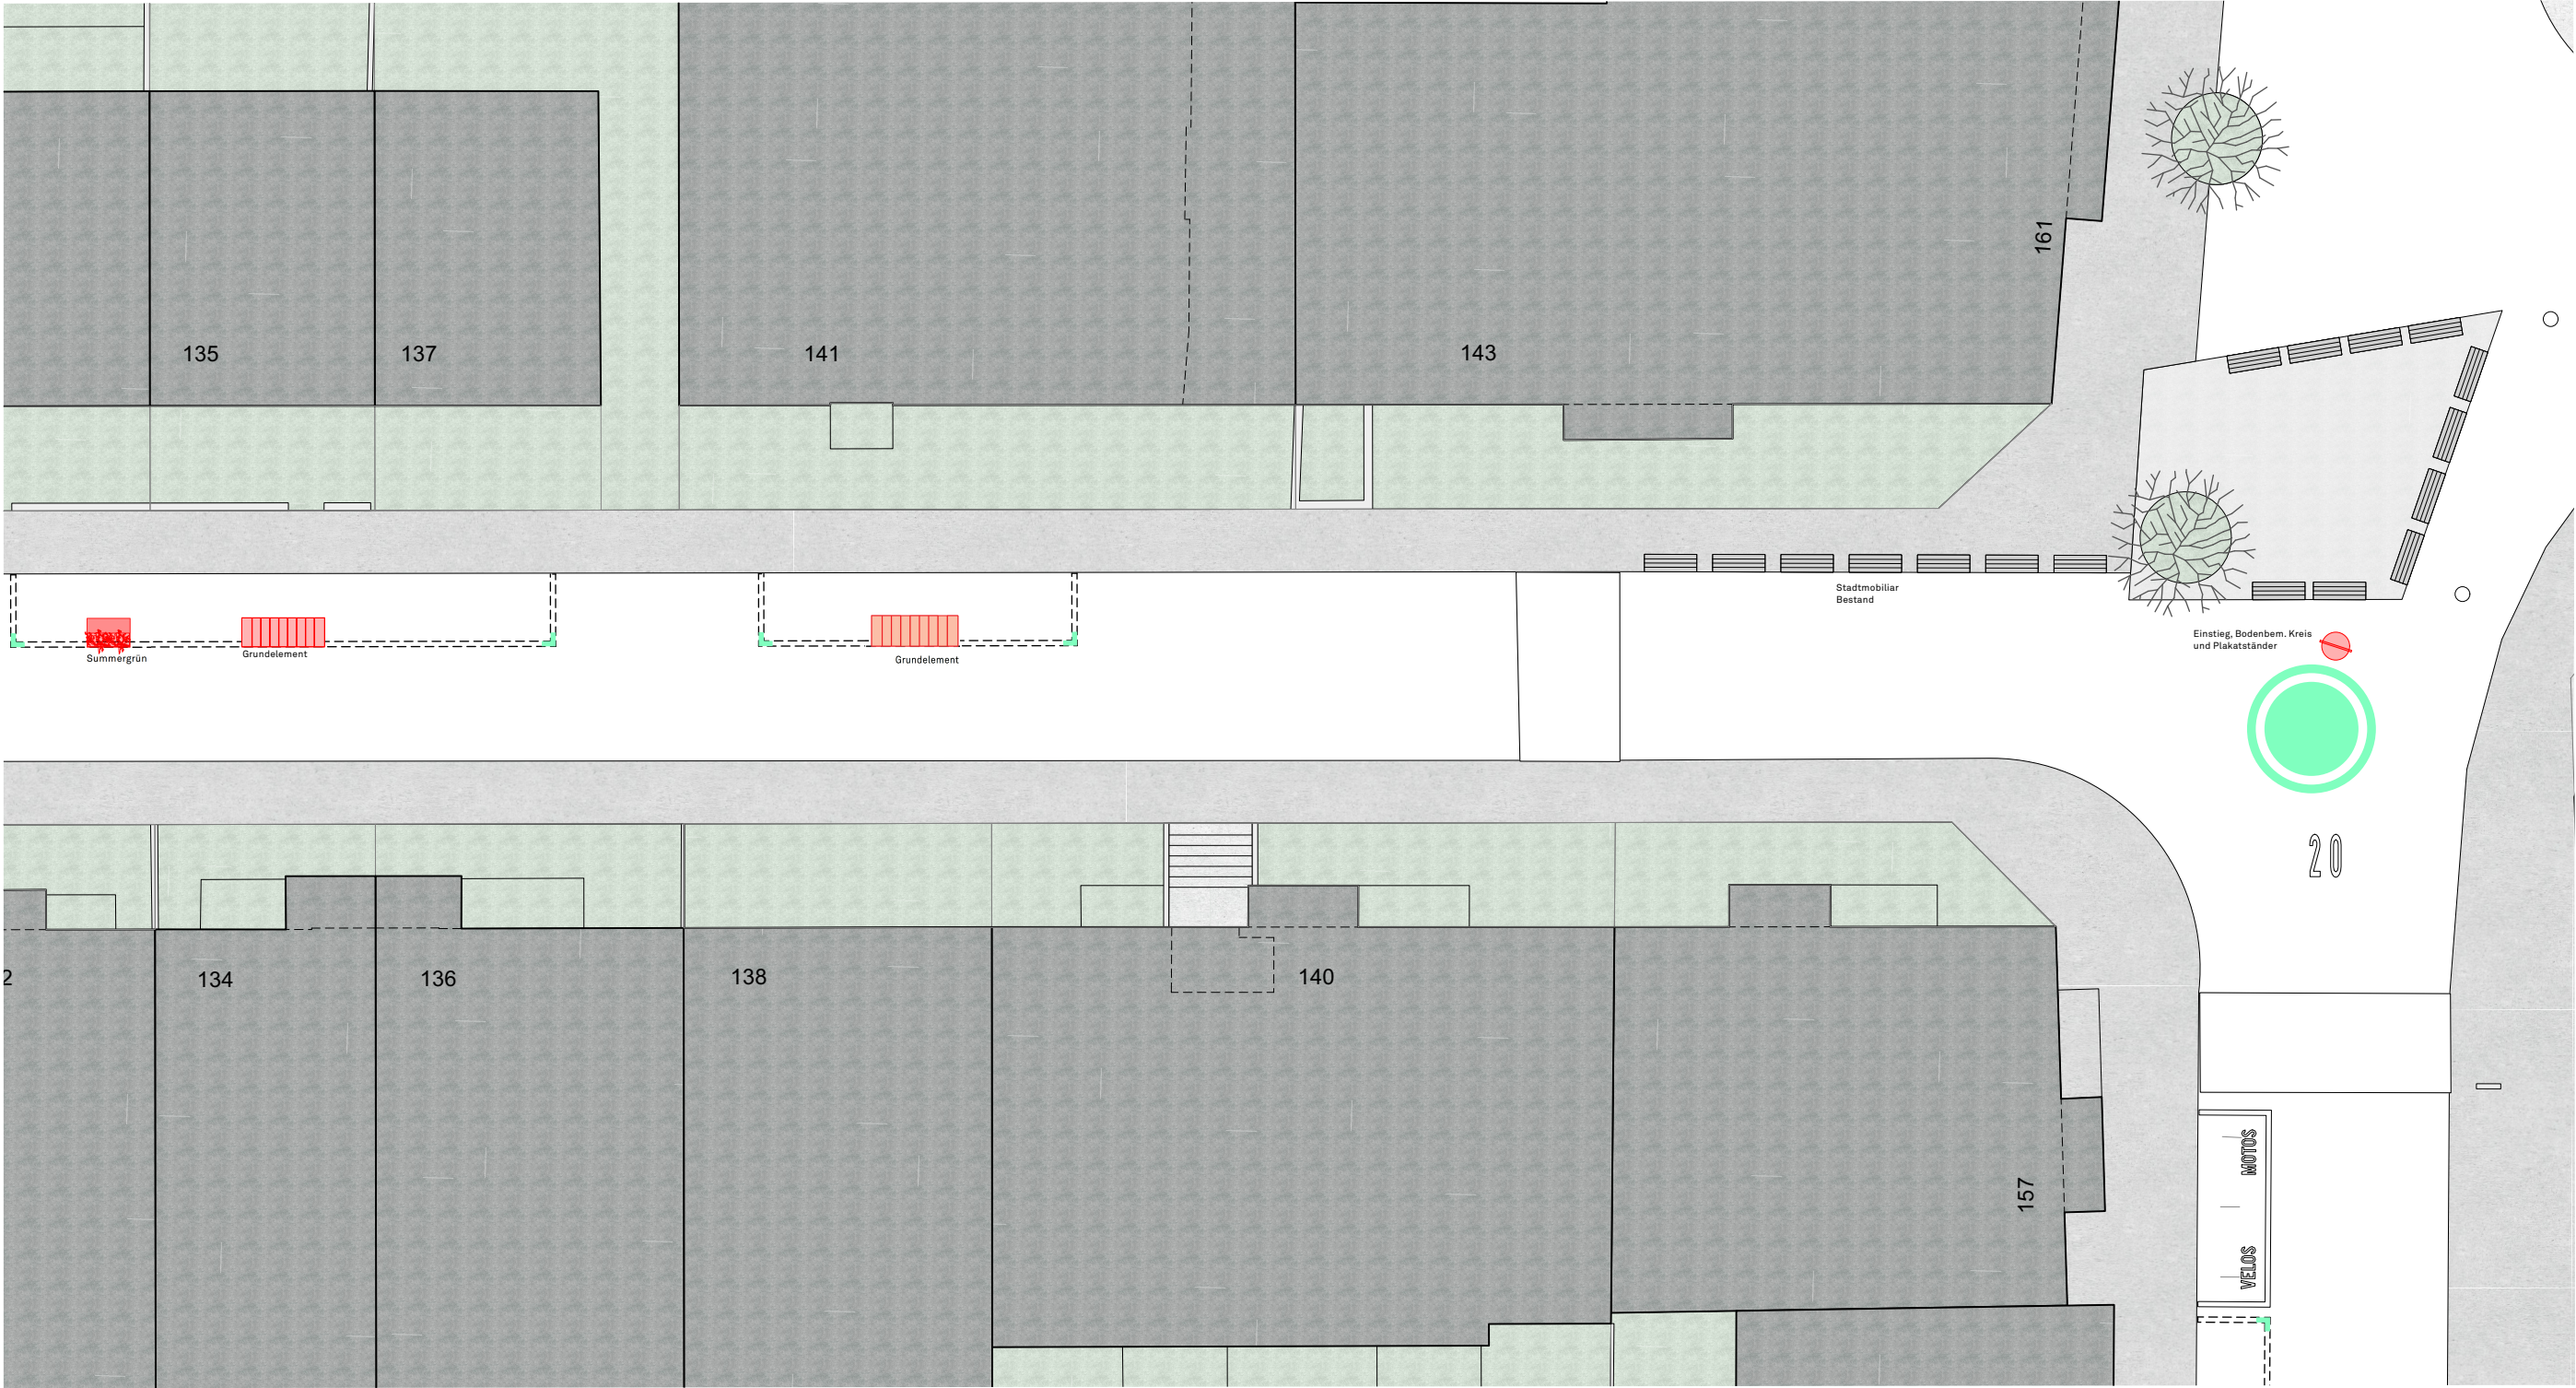 161
135
137
141
143
Stadtmobiliar
Bestand
Einstieg, Bodenbem. Kreis
und Plakatständer
Summergrün
Grundelement
Grundelement
20
2
134
136
138
140
157
MOTOS
VELOS